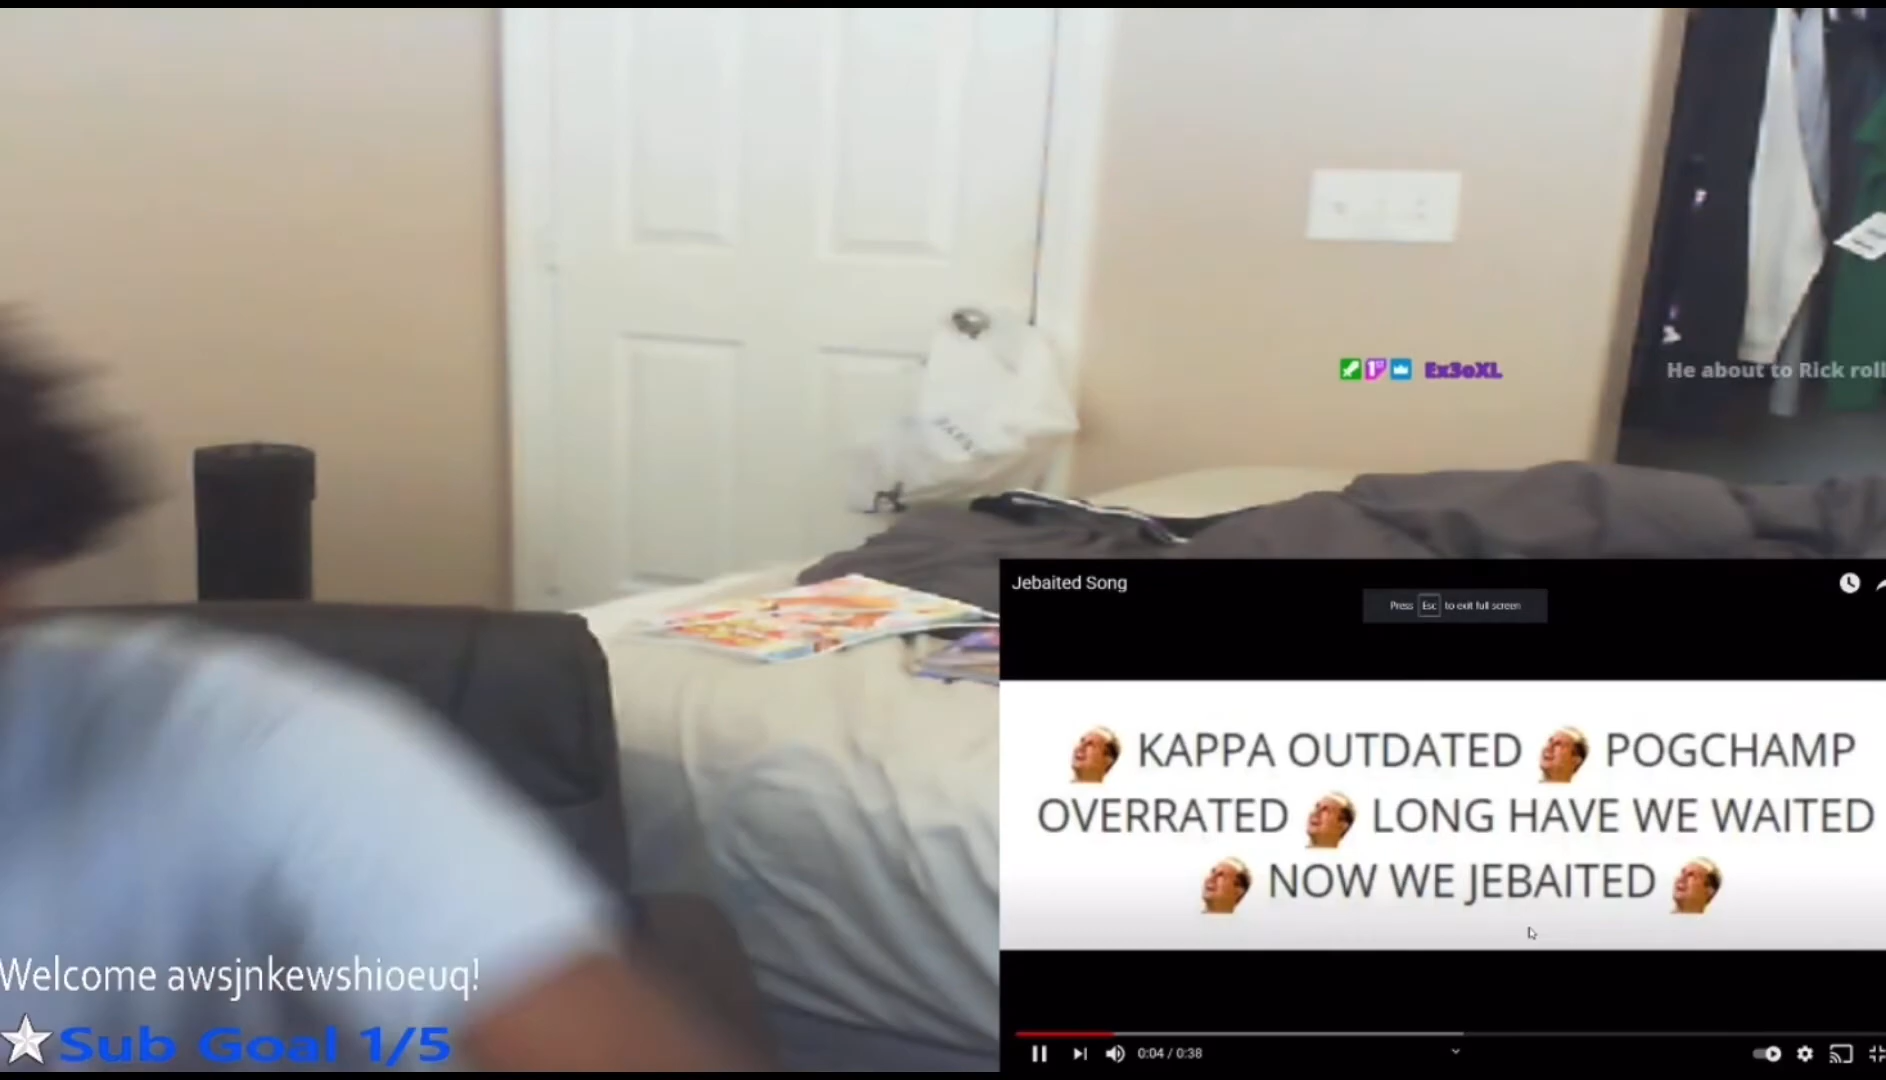 Ex3oXL
He about to Rick roll
Jebaited Song
Press Esc to exit full screen
KAPPA OUTDATED POGCHAMP
OVERRATED LONG HAVE WE WAITED
NOW WE JEBAITED
Welcome awsjnkewshioeuq!
Sub Goal 1/5
0:04 / 0:38